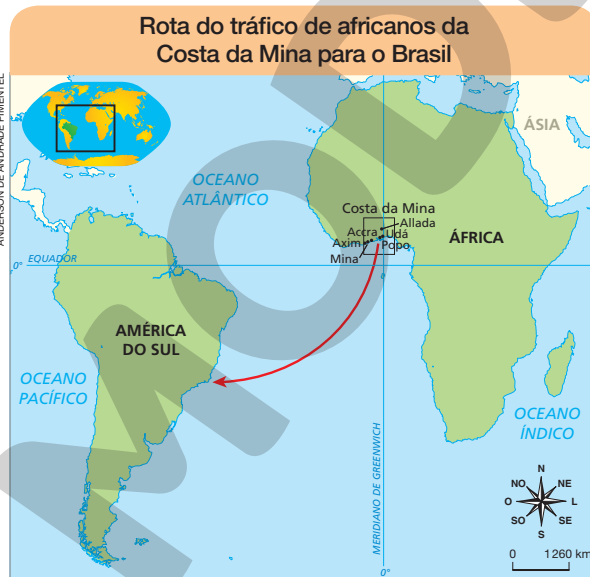 Rota do tráfico de africanos da
Costa da Mina para o Brasil
ANDERSON DE ANDRADE PIMENTEL
ÁSIA
OCEANO
ATLÂNTICO
Costa da Mina
Allada
Accra
Udá
ÁFRICA
Axim
Popo
Mina
0°
EQUADOR
AMÉRICA
DO SUL
OCEANO
PACÍFICO
OCEANO
ÍNDICO
MERIDIANO DE GREENWICH
N
NO
NE
O
L
SO
SE
S
0 1 260 km
0°